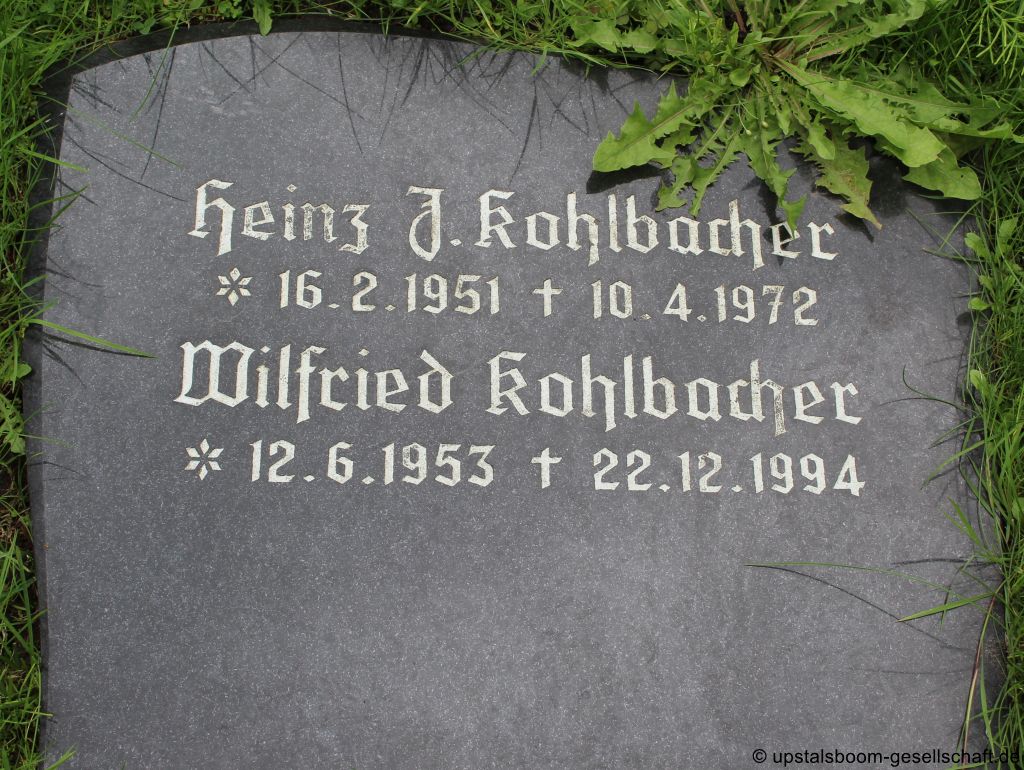 Heinz J. Kohlbacher
* 16.2.1951 † 10.4.1972
Wilfried Kohlbacher
* 12.6.1953 † 22.12.1994
© upstalsboom-gesellschaft.de